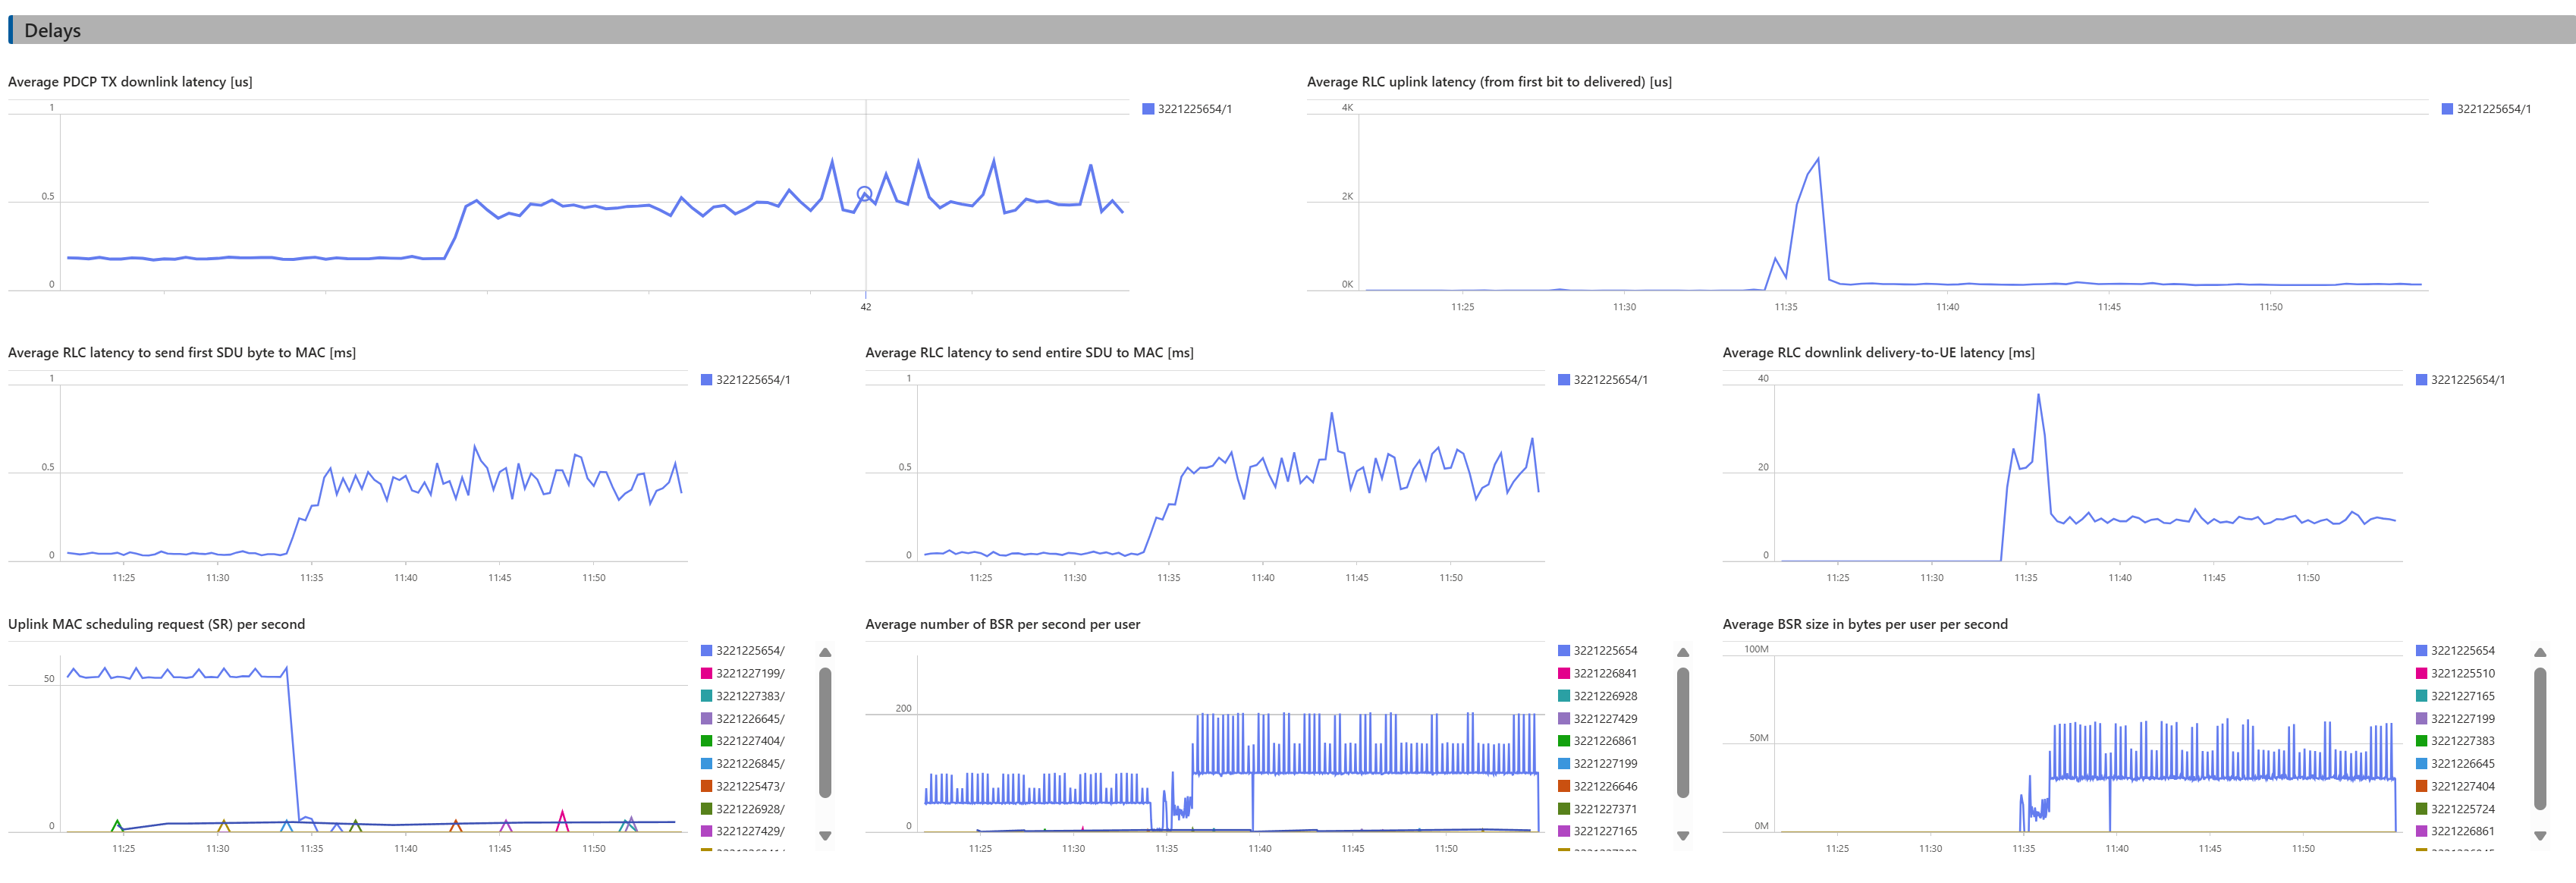 Delays
Average PDCP TX downlink latency [us]
1
0.5
0
42
3221225654/1
Average RLC uplink latency (from first bit to delivered) [us]
4K
2K
0K
11:25 11:30 11:35 11:40 11:45 11:50
3221225654/1
Average RLC latency to send first SDU byte to MAC [ms]
1
0.5
0
11:25 11:30 11:35 11:40 11:45 11:50
3221225654/1
Average RLC latency to send entire SDU to MAC [ms]
1
0.5
0
11:25 11:30 11:35 11:40 11:45 11:50
3221225654/1
Average RLC downlink delivery-to-UE latency [ms]
40
20
0
11:25 11:30 11:35 11:40 11:45 11:50
3221225654/1
Uplink MAC scheduling request (SR) per second
50
0
11:25 11:30 11:35 11:40 11:45 11:50
3221225654/
3221227199/
3221227383/
3221226645/
3221227404/
3221226845/
3221225473/
3221226928/
3221227429/
Average number of BSR per second per user
200
0
11:25 11:30 11:35 11:40 11:45 11:50
3221225654
3221226841
3221226928
3221227429
3221226861
3221227199
3221226646
3221227371
3221227165
Average BSR size in bytes per user per second
100M
50M
0M
11:25 11:30 11:35 11:40 11:45 11:50
3221225654
3221225510
3221227165
3221227199
3221227383
3221226645
3221227404
3221225724
3221226861